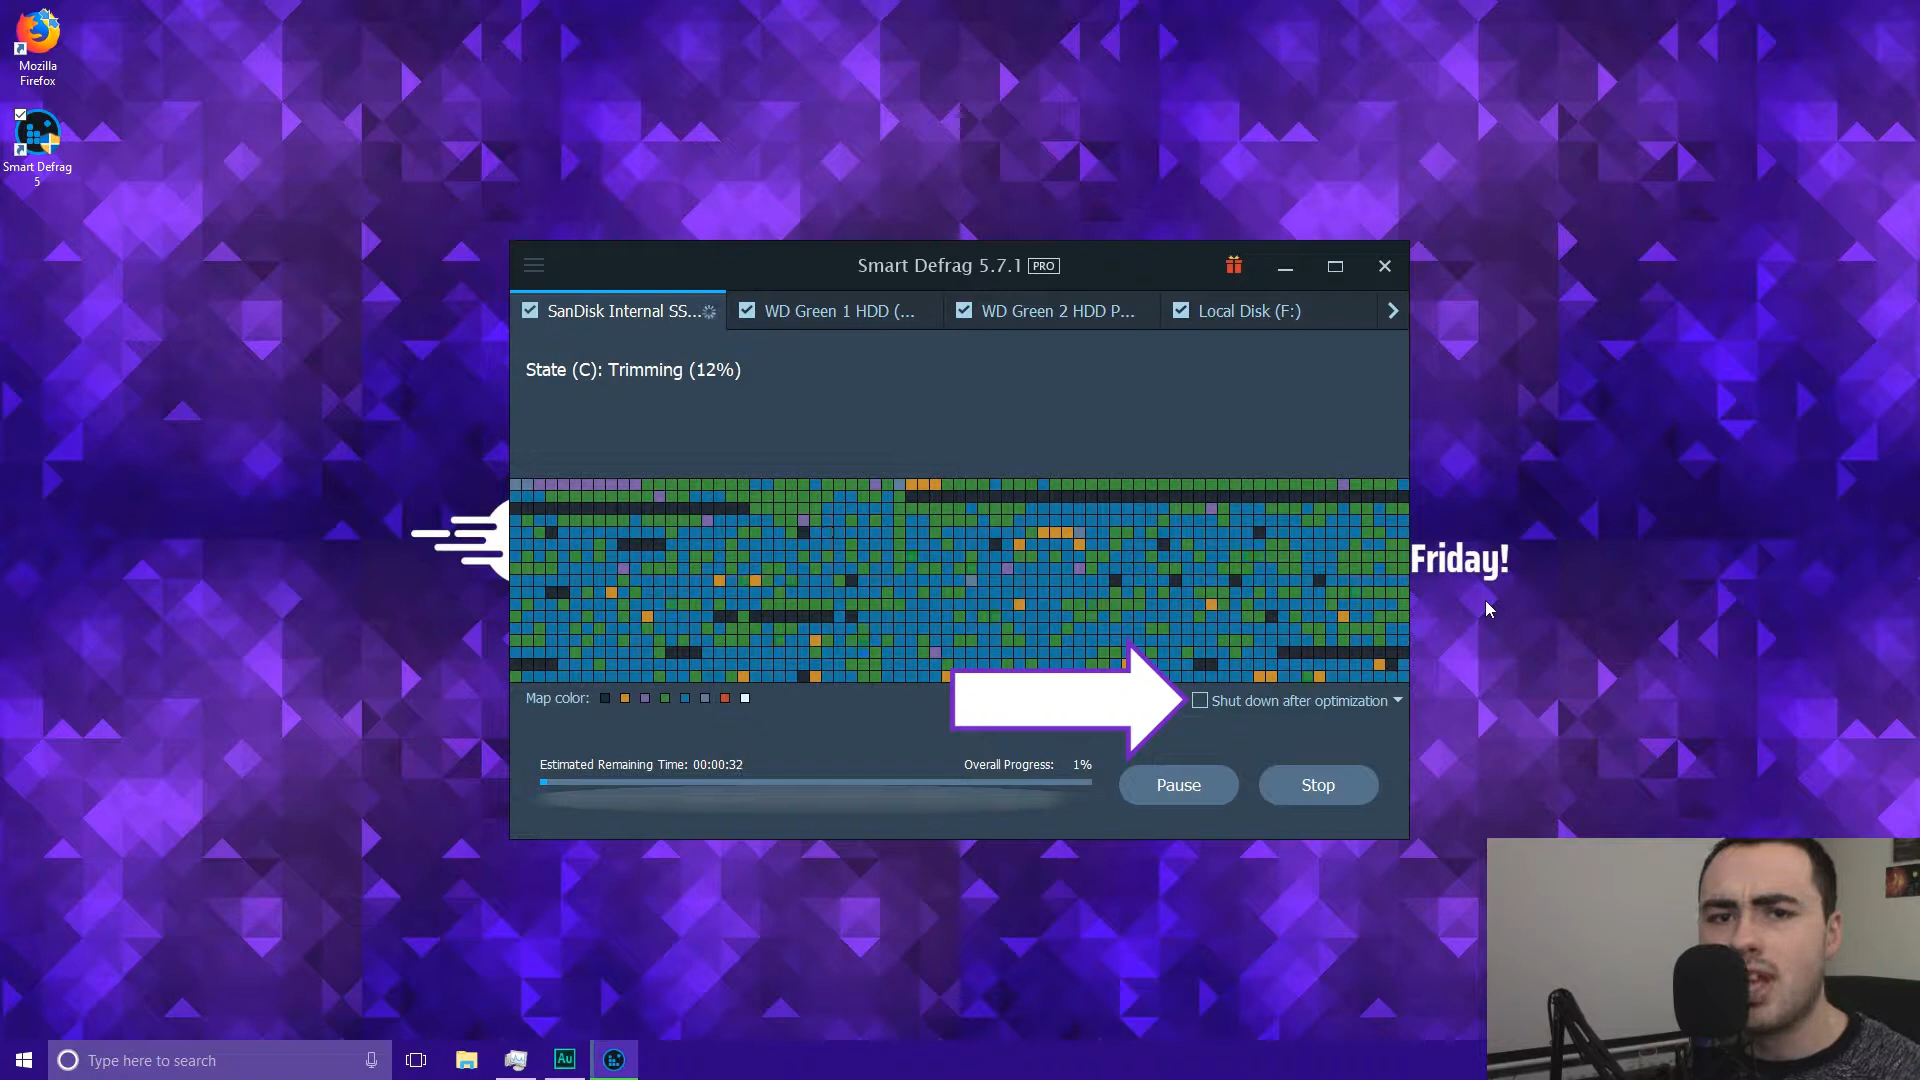 Mozilla
Firefox
Smart Defrag
5
Smart Defrag 5.7.1 PRO
SanDisk Internal SS...
WD Green 1 HDD (...
WD Green 2 HDD P...
Local Disk (F:)
State (C): Trimming (12%)
Friday!
Map color:
Shut down after optimization
Estimated Remaining Time: 00:00:32
Overall Progress: 1%
Pause
Stop
Type here to search
Au